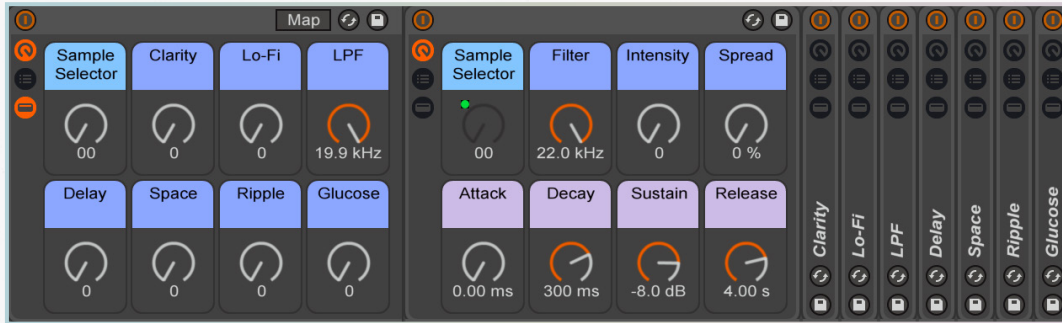 Map
Sample
Selector
Clarity
Lo-Fi
LPF
00
0
0
19.9 kHz
Delay
Space
Ripple
Glucose
0
0
0
0
Sample
Selector
Filter
Intensity
Spread
00
22.0 kHz
0
0 %
Attack
Decay
Sustain
Release
0.00 ms
300 ms
-8.0 dB
4.00 s
Clarity
Lo-Fi
LPF
Delay
Space
Ripple
Glucose